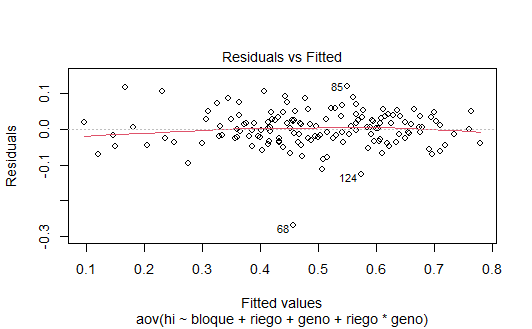 Residuals vs Fitted
Residuals
0.1
0.0
-0.1
-0.3
85
124
68
0.1 0.2 0.3 0.4 0.5 0.6 0.7 0.8
Fitted values
aov(hi ~ bloque + riego + geno + riego * geno)